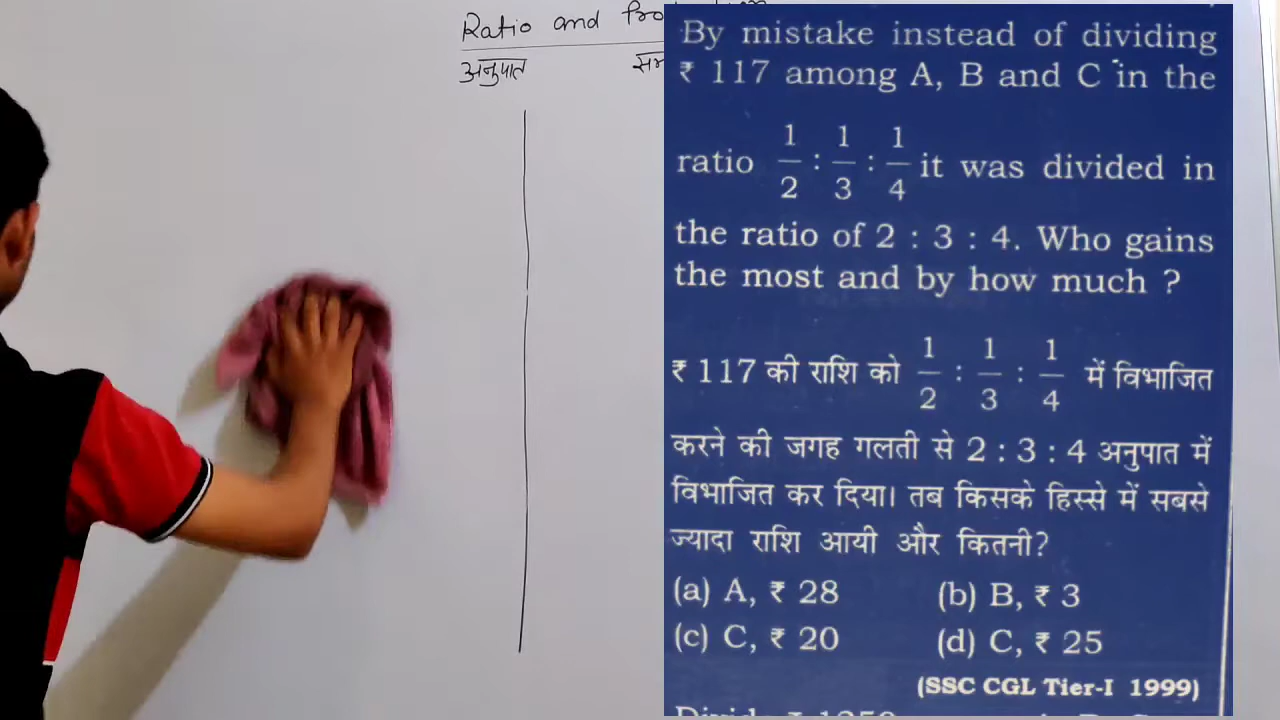 Ratio and
अनुपात
By mistake instead of dividing
₹ 117 among A, B and C in the
ratio 1/2 : 1/3 : 1/4 it was divided in
the ratio of 2 : 3 : 4. Who gains
the most and by how much ?
₹ 117 की राशि को 1/2 : 1/3 : 1/4 में विभाजित
करने की जगह गलती से 2 : 3 : 4 अनुपात में
विभाजित कर दिया। तब किसके हिस्से में सबसे
ज्यादा राशि आयी और कितनी?
(a) A, ₹ 28 (b) B, ₹ 3
(c) C, ₹ 20 (d) C, ₹ 25
(SSC CGL Tier-I 1999)